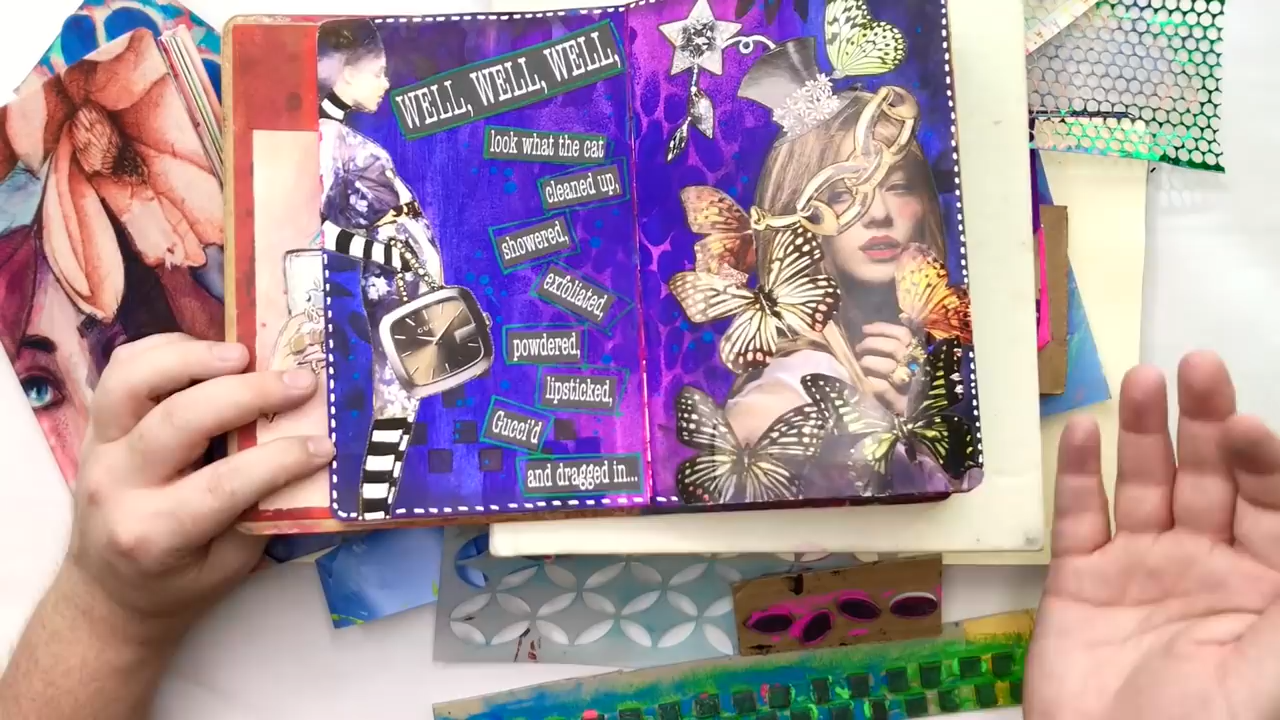 WELL, WELL, WELL,
look what the cat
cleaned up,
showered,
exfoliated,
powdered,
lipsticked,
Gucci'd
and dragged in...
GUCCI